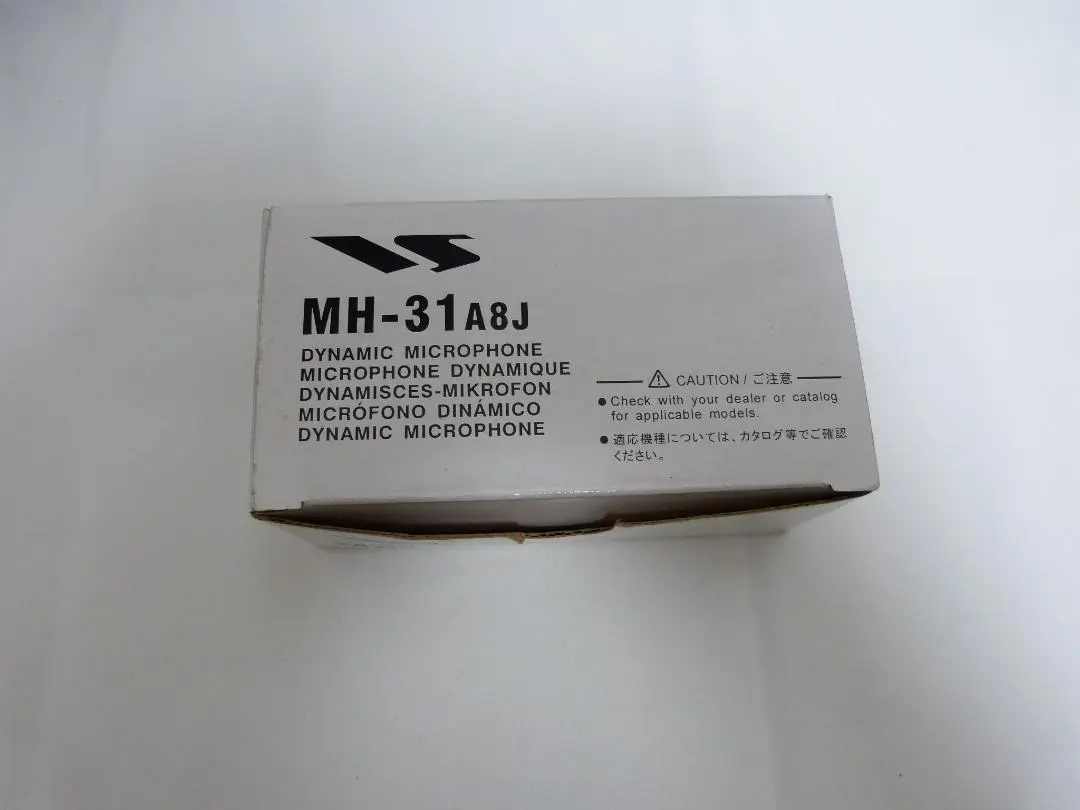 VS
MH-31A8J
DYNAMIC MICROPHONE
MICROPHONE DYNAMIQUE
DYNAMISCES-MIKROFON
MICRÓFONO DINÁMICO
DYNAMIC MICROPHONE
CAUTION / ご注意
● Check with your dealer or catalog
for applicable models.
● 適応機種については、カタログ等でご確認
ください。